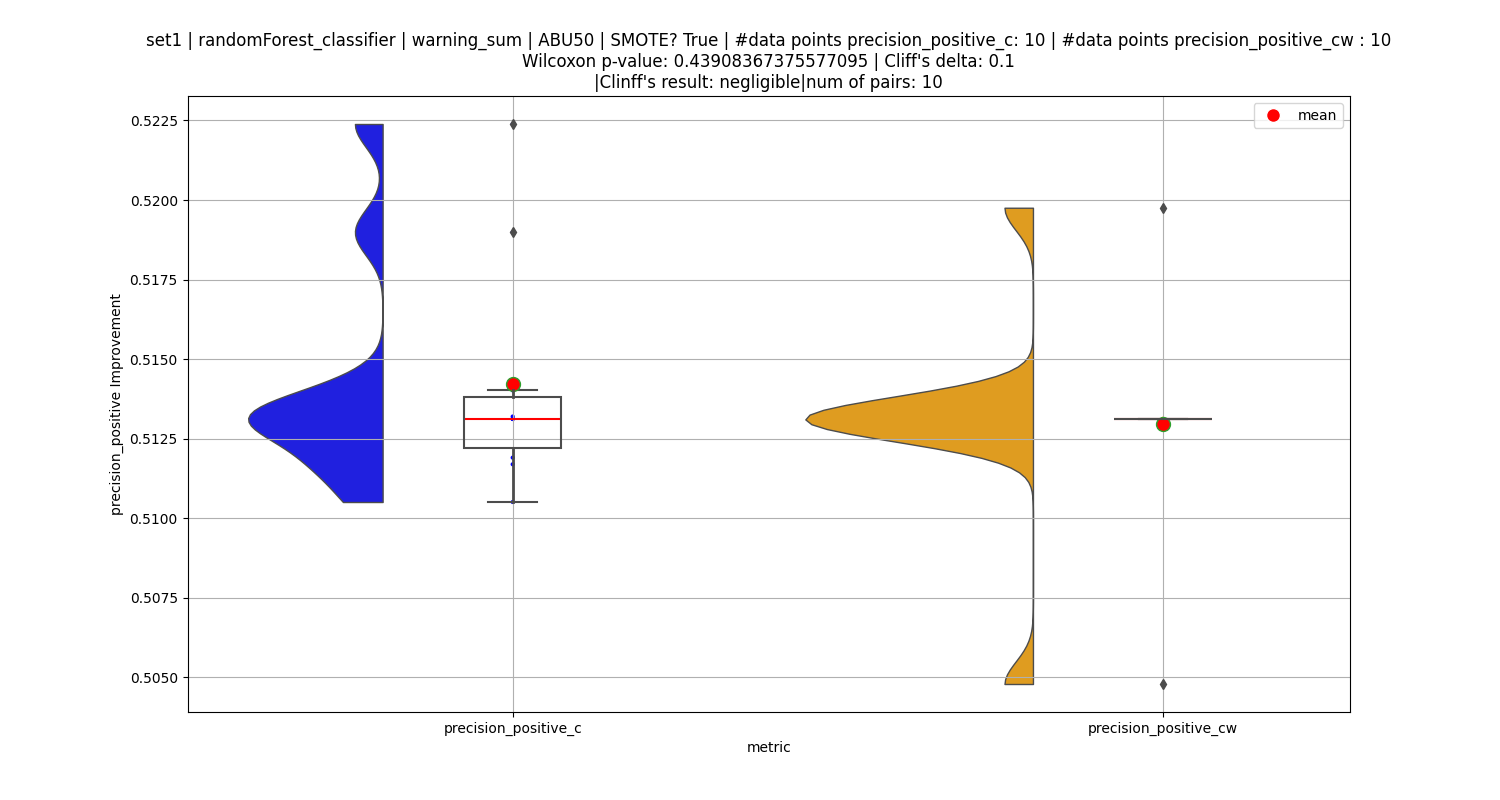 set1 | randomForest_classifier | warning_sum | ABU50 | SMOTE? True | #data points precision_positive_c: 10 | #data points precision_positive_cw : 10
Wilcoxon p-value: 0.43908367375577095 | Cliff's delta: 0.1
|Clinff's result: negligible|num of pairs: 10
mean
precision_positive Improvement
0.5225
0.5200
0.5175
0.5150
0.5125
0.5100
0.5075
0.5050
precision_positive_c
precision_positive_cw
metric